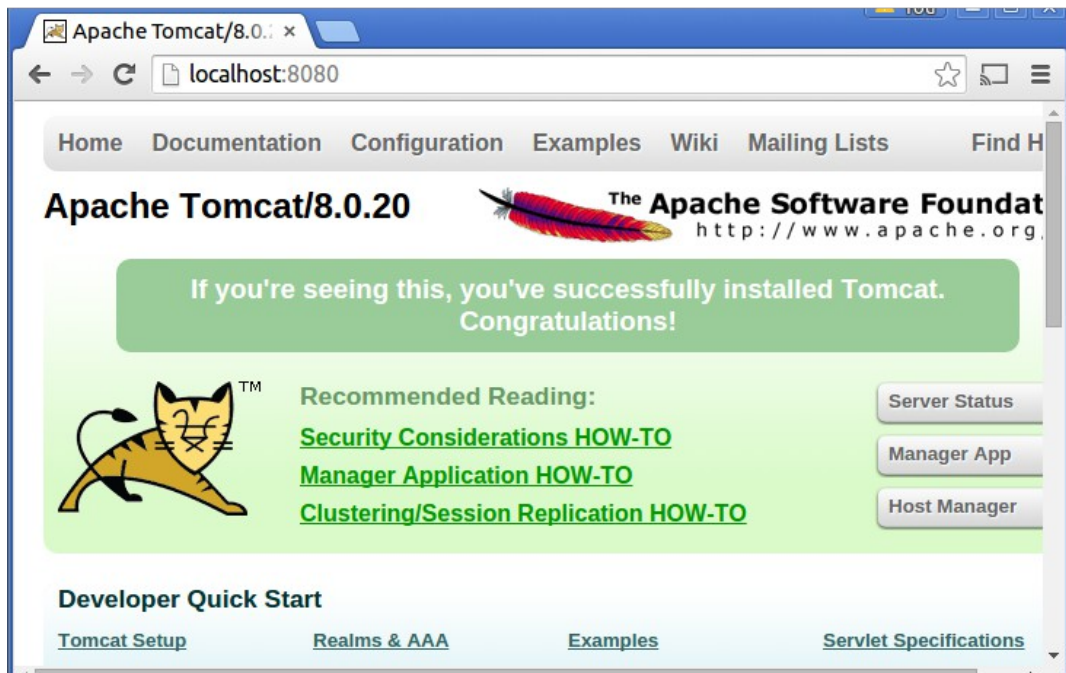 Apache Tomcat/8.0.
localhost:8080
Home Documentation Configuration Examples Wiki Mailing Lists Find H
Apache Tomcat/8.0.20
The Apache Software Foundat
http://www.apache.org
If you're seeing this, you've successfully installed Tomcat.
Congratulations!
TM
Recommended Reading:
Security Considerations HOW-TO
Manager Application HOW-TO
Clustering/Session Replication HOW-TO
Server Status
Manager App
Host Manager
Developer Quick Start
Tomcat Setup Realms & AAA Examples Servlet Specifications